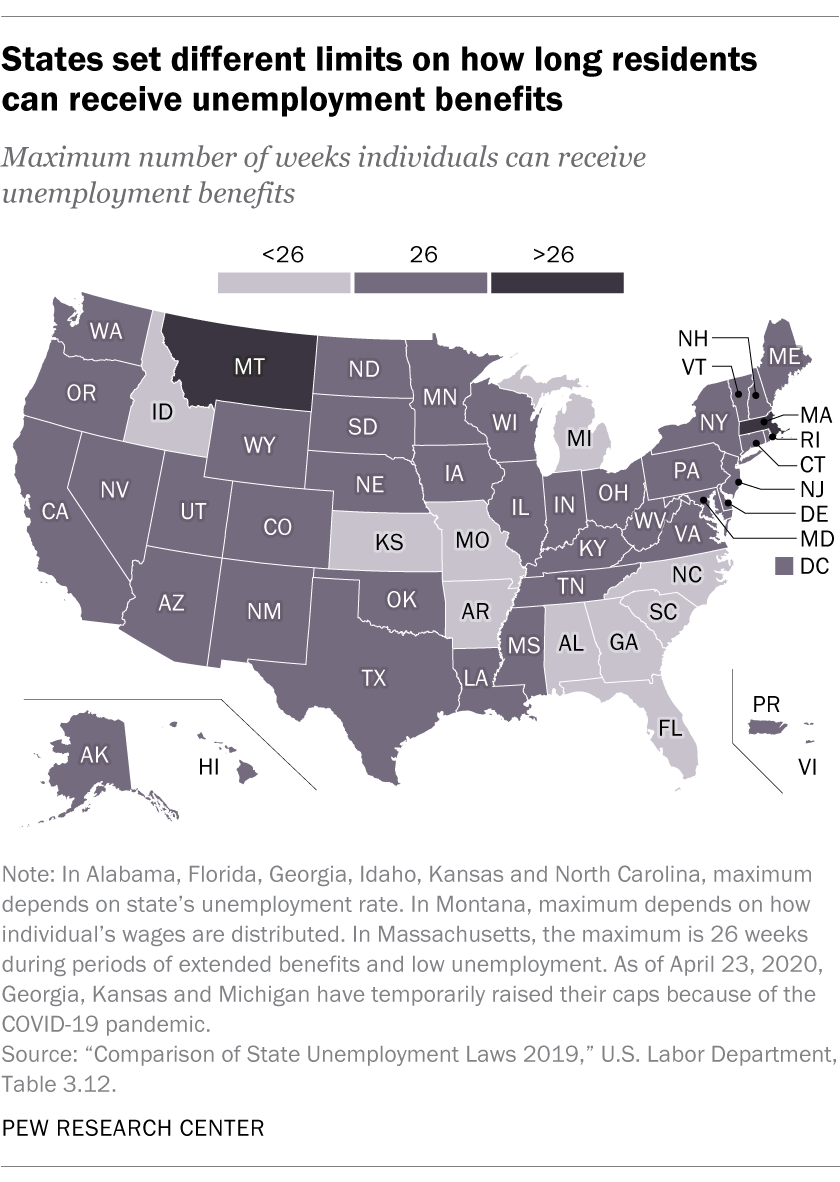 States set different limits on how long residents
can receive unemployment benefits
Maximum number of weeks individuals can receive
unemployment benefits
<26 26 >26
WA
MT
ND
MN
OR
ID
SD
WI
MI
NY
VT
NH
ME
MA
RI
CT
NJ
DE
MD
DC
WY
NE
IA
IL
IN
OH
PA
CA
NV
UT
CO
KS
MO
KY
WV
VA
AZ
NM
OK
AR
TN
NC
SC
TX
LA
MS
AL
GA
FL
AK
HI
PR
VI
Note: In Alabama, Florida, Georgia, Idaho, Kansas and North Carolina, maximum
depends on state’s unemployment rate. In Montana, maximum depends on how
individual’s wages are distributed. In Massachusetts, the maximum is 26 weeks
during periods of extended benefits and low unemployment. As of April 23, 2020,
Georgia, Kansas and Michigan have temporarily raised their caps because of the
COVID-19 pandemic.
Source: “Comparison of State Unemployment Laws 2019,” U.S. Labor Department,
Table 3.12.
PEW RESEARCH CENTER